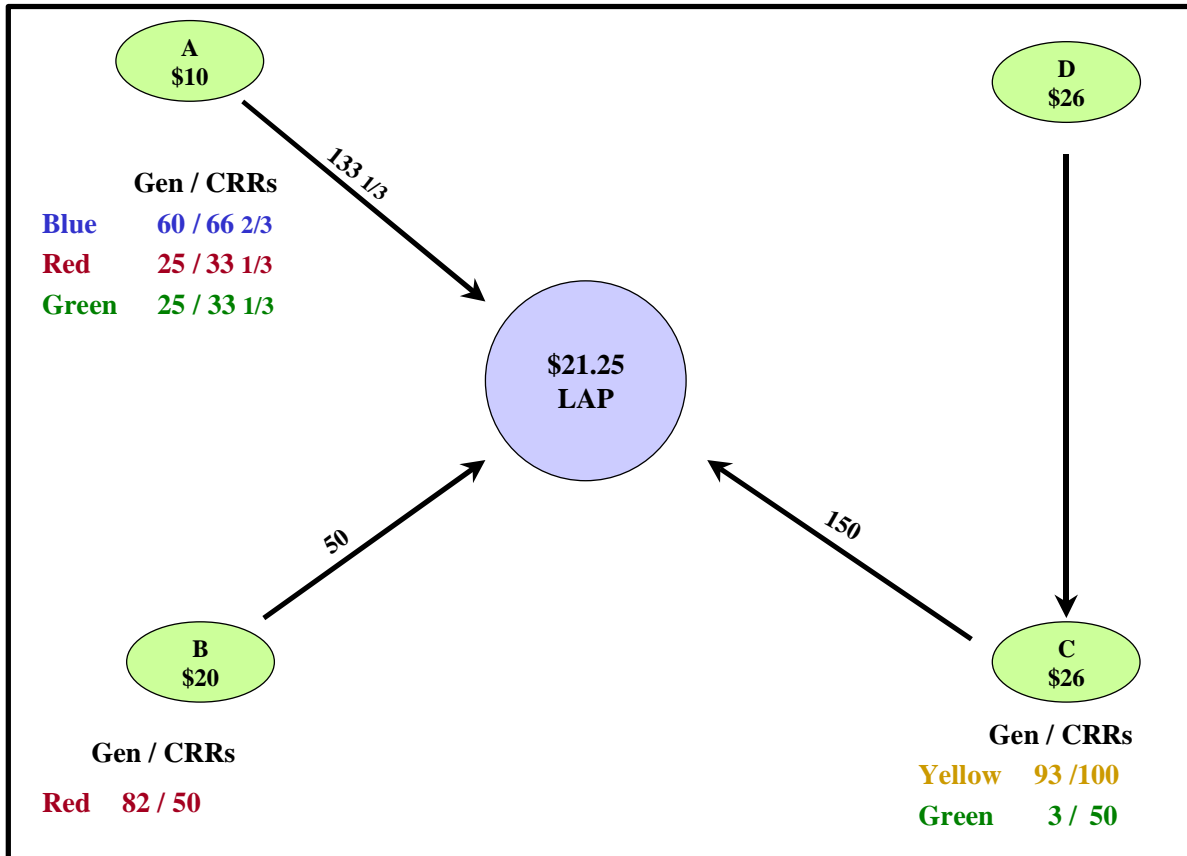 A
$10
D
$26
133 1/3
Gen / CRRs
Blue 60 / 66 2/3
Red 25 / 33 1/3
Green 25 / 33 1/3
$21.25
LAP
50
150
B
$20
C
$26
Gen / CRRs
Red 82 / 50
Gen / CRRs
Yellow 93 /100
Green 3 / 50